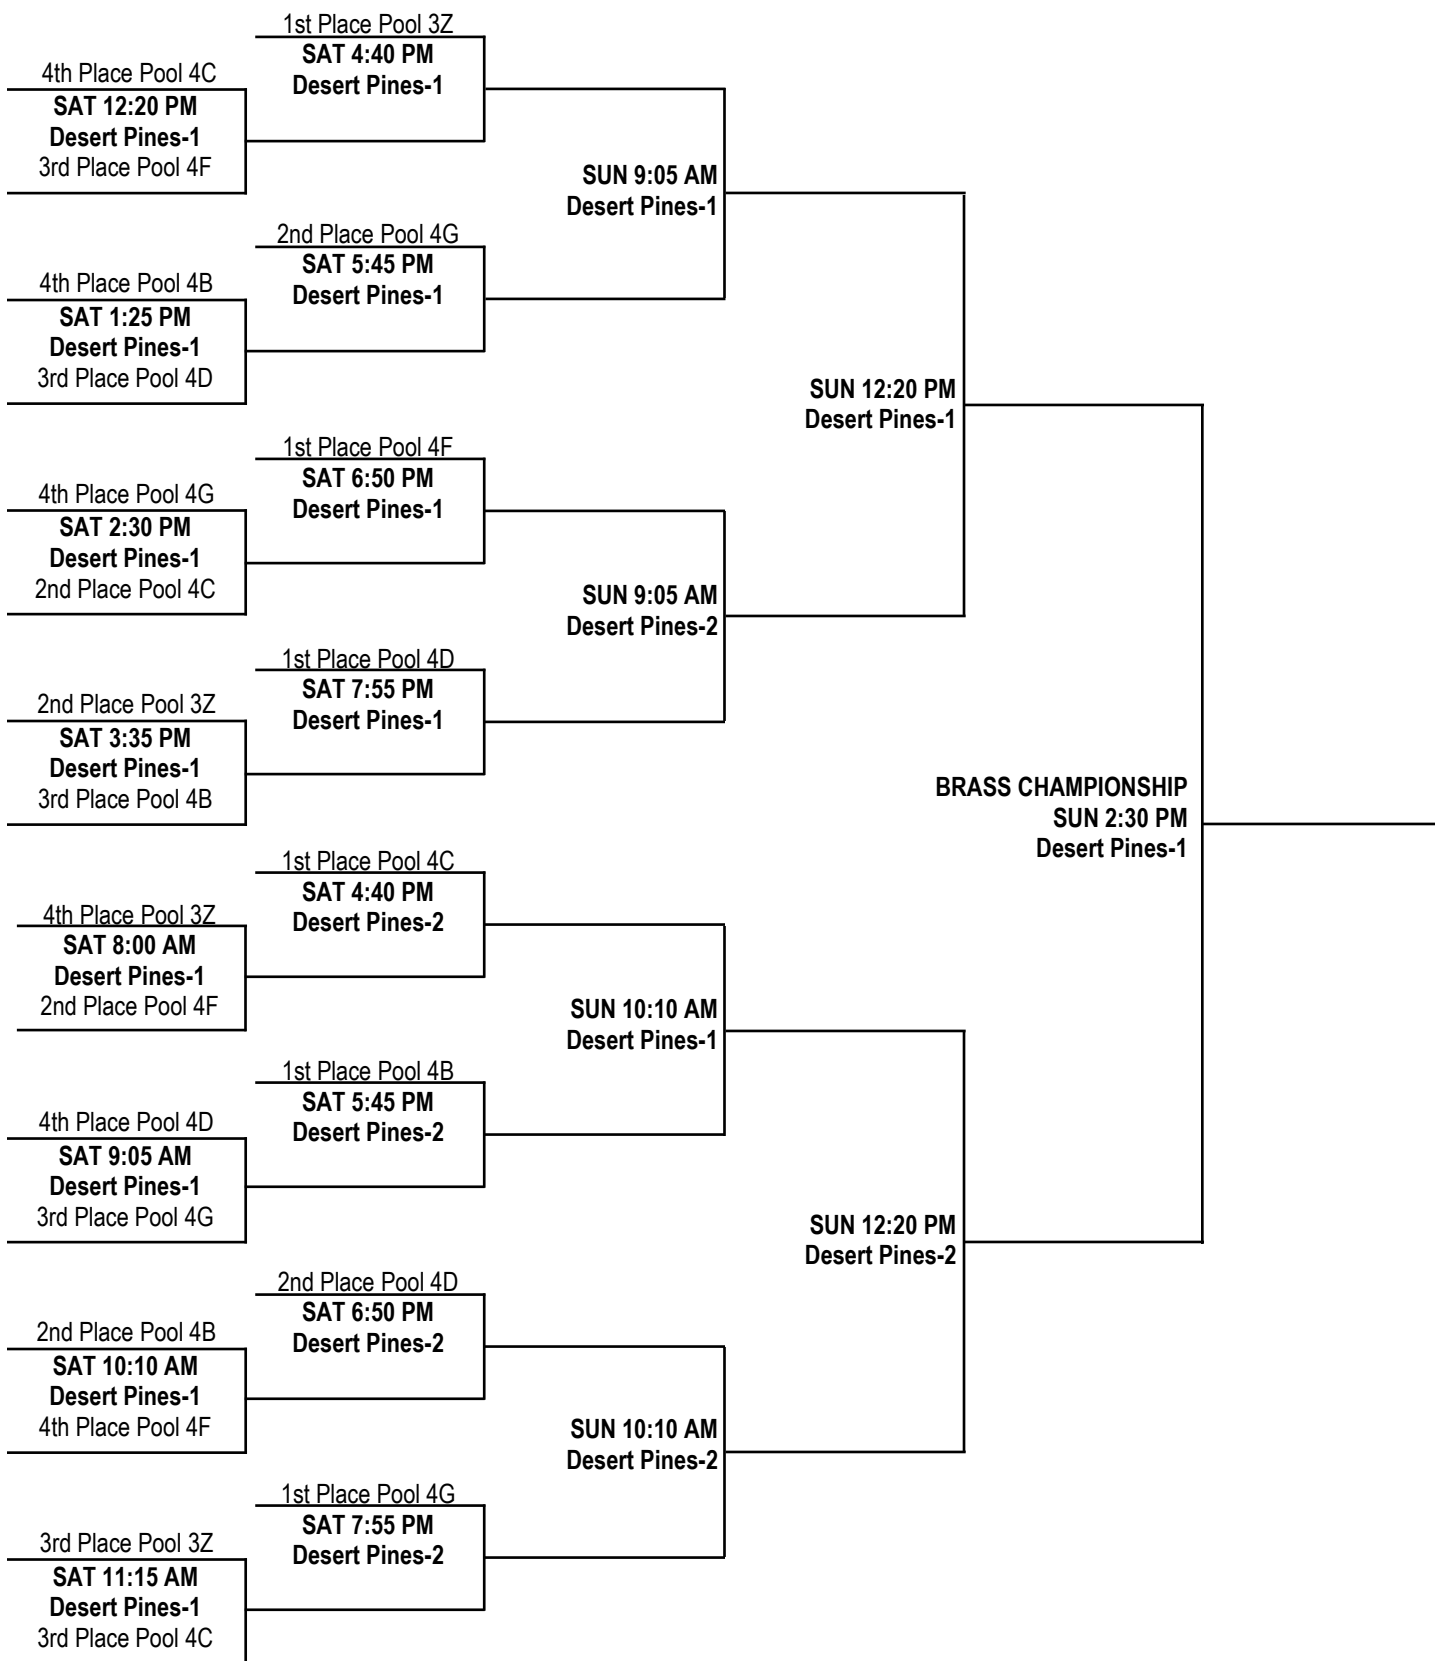 1st Place Pool 3Z
SAT 4:40 PM
Desert Pines-1
4th Place Pool 4C
SAT 12:20 PM
Desert Pines-1
3rd Place Pool 4F
SUN 9:05 AM
Desert Pines-1
2nd Place Pool 4G
SAT 5:45 PM
Desert Pines-1
4th Place Pool 4B
SAT 1:25 PM
Desert Pines-1
3rd Place Pool 4D
SUN 12:20 PM
Desert Pines-1
1st Place Pool 4F
SAT 6:50 PM
Desert Pines-1
4th Place Pool 4G
SAT 2:30 PM
Desert Pines-1
2nd Place Pool 4C
SUN 9:05 AM
Desert Pines-2
1st Place Pool 4D
SAT 7:55 PM
Desert Pines-1
2nd Place Pool 3Z
SAT 3:35 PM
Desert Pines-1
3rd Place Pool 4B
BRASS CHAMPIONSHIP
SUN 2:30 PM
Desert Pines-1
1st Place Pool 4C
SAT 4:40 PM
Desert Pines-2
4th Place Pool 3Z
SAT 8:00 AM
Desert Pines-1
2nd Place Pool 4F
SUN 10:10 AM
Desert Pines-1
1st Place Pool 4B
SAT 5:45 PM
Desert Pines-2
4th Place Pool 4D
SAT 9:05 AM
Desert Pines-1
3rd Place Pool 4G
SUN 12:20 PM
Desert Pines-2
2nd Place Pool 4D
SAT 6:50 PM
Desert Pines-2
2nd Place Pool 4B
SAT 10:10 AM
Desert Pines-1
4th Place Pool 4F
SUN 10:10 AM
Desert Pines-2
1st Place Pool 4G
SAT 7:55 PM
Desert Pines-2
3rd Place Pool 3Z
SAT 11:15 AM
Desert Pines-1
3rd Place Pool 4C